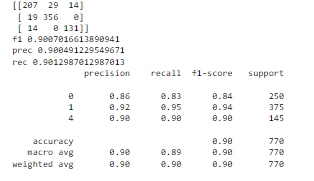 [[207 29 14]
[ 19 356 0]
[ 14 0 131]]
f1 0.9007016613890941
prec 0.900491229549671
rec 0.9012987012987013
precision recall f1-score support
0 0.86 0.83 0.84 250
1 0.92 0.95 0.94 375
4 0.90 0.90 0.90 145
accuracy 0.90 770
macro avg 0.90 0.89 0.90 770
weighted avg 0.90 0.90 0.90 770